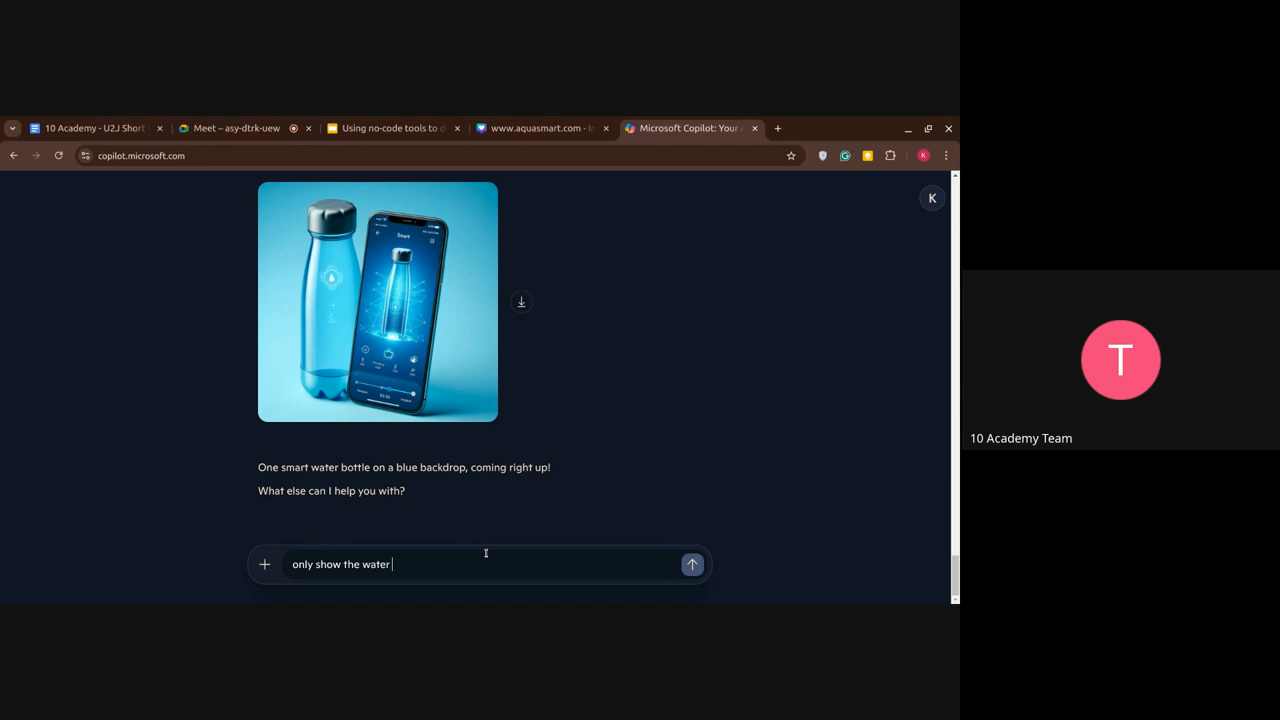 10 Academy - U2J Short
Meet – asy-dtrk-uew
Using no-code tools to d
www.aquasmart.com - In
Microsoft Copilot: Your A
copilot.microsoft.com
K
K
Smart
One smart water bottle on a blue backdrop, coming right up!
What else can I help you with?
only show the water
T
10 Academy Team